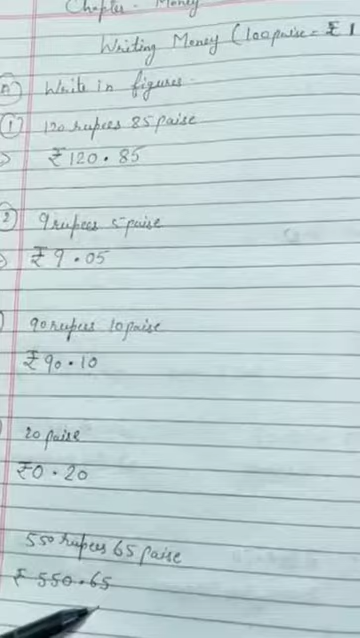 Chapter - Money
Writing Money (100 paise = ₹ 1
Write in figures -
① 120 rupees 85 paise
₹120.85
② 9 rupees 5 paise
₹ 9.05
90 rupees 10 paise
₹90.10
20 paise
₹0.20
550 rupees 65 paise
₹ 550.65